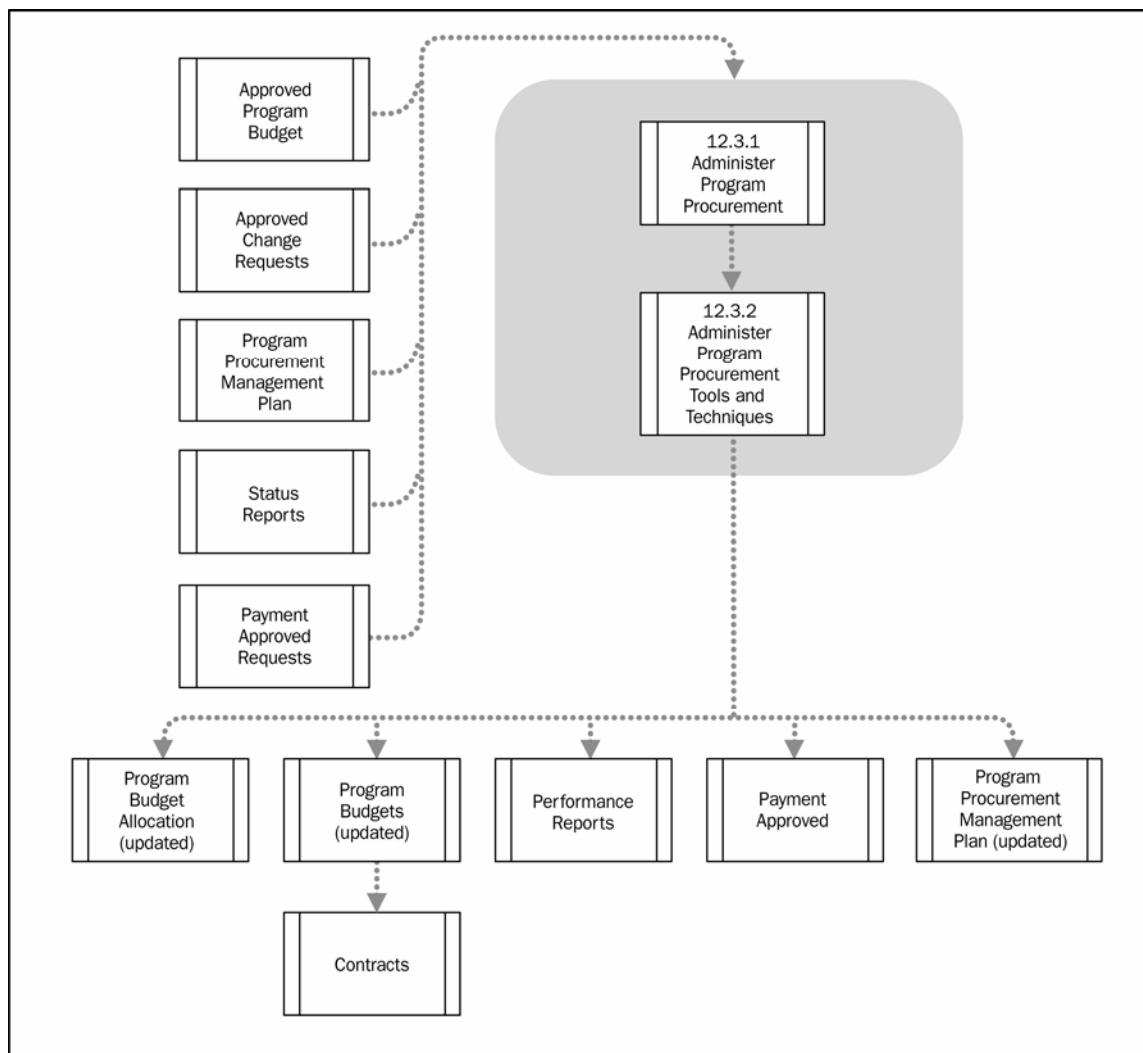 Approved
Program
Budget
Approved
Change
Requests
Program
Procurement
Management
Plan
Status
Reports
Payment
Approved
Requests
12.3.1
Administer
Program
Procurement
12.3.2
Administer
Program
Procurement
Tools and
Techniques
Program
Budget
Allocation
(updated)
Program
Budgets
(updated)
Performance
Reports
Payment
Approved
Program
Procurement
Management
Plan (updated)
Contracts